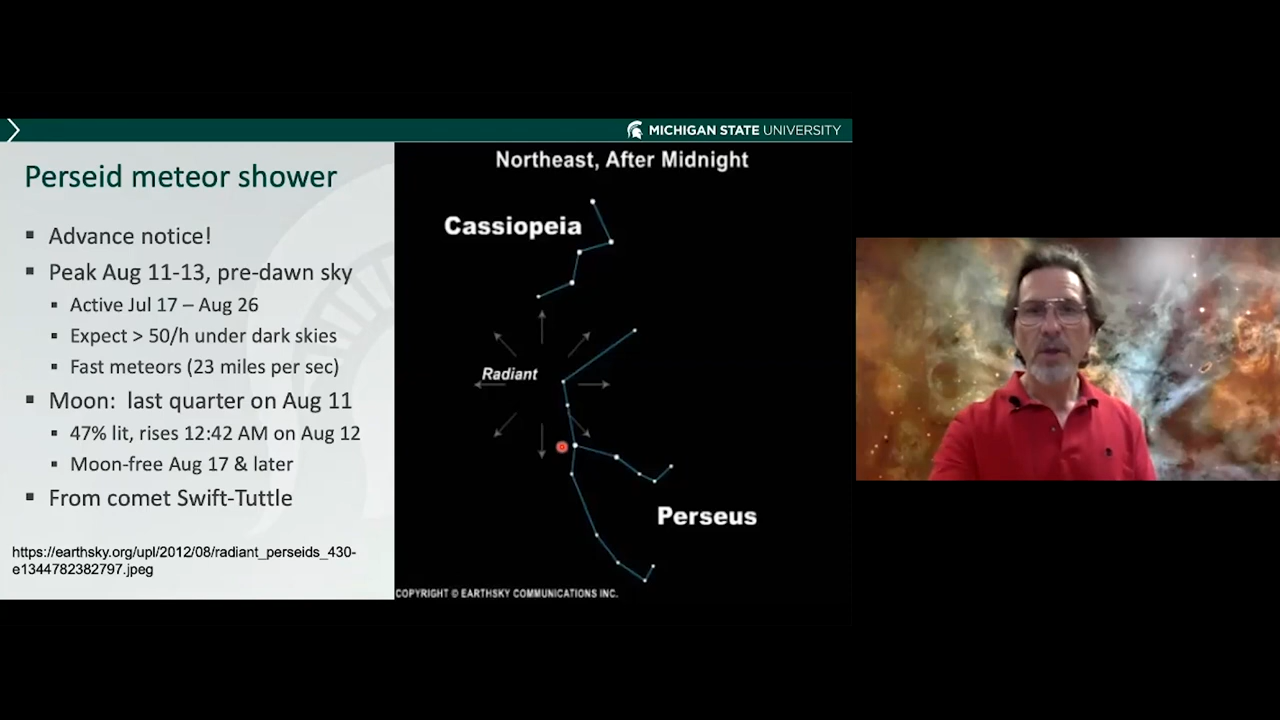 MICHIGAN STATE UNIVERSITY
Perseid meteor shower
Advance notice!
Peak Aug 11-13, pre-dawn sky
Active Jul 17 – Aug 26
Expect > 50/h under dark skies
Fast meteors (23 miles per sec)
Moon: last quarter on Aug 11
47% lit, rises 12:42 AM on Aug 12
Moon-free Aug 17 & later
From comet Swift-Tuttle
https://earthsky.org/upl/2012/08/radiant_perseids_430-
e1344782382797.jpeg
Northeast, After Midnight
Cassiopeia
Radiant
Perseus
COPYRIGHT © EARTHSKY COMMUNICATIONS INC.